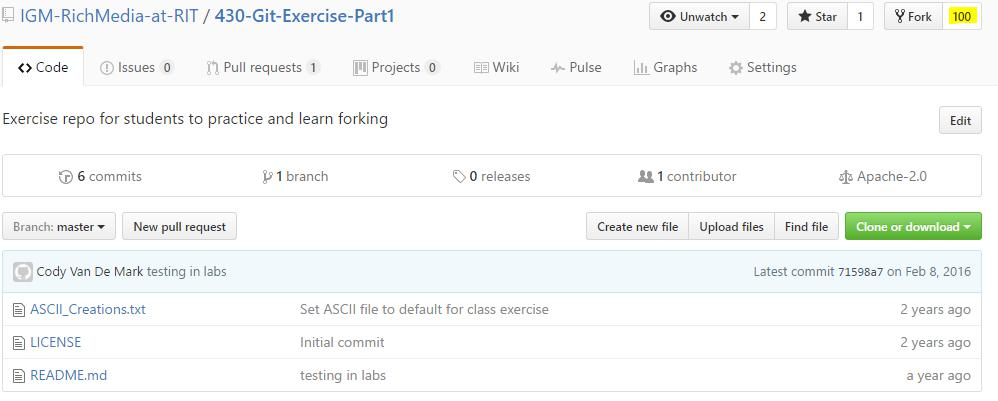 IGM-RichMedia-at-RIT / 430-Git-Exercise-Part1 Unwatch 2 Star 1 Fork 100
Code Issues 0 Pull requests 1 Projects 0 Wiki Pulse Graphs Settings
Exercise repo for students to practice and learn forking Edit
6 commits 1 branch 0 releases 1 contributor Apache-2.0
Branch: master New pull request Create new file Upload files Find file Clone or download
Cody Van De Mark testing in labs Latest commit 71598a7 on Feb 8, 2016
ASCII_Creations.txt Set ASCII file to default for class exercise 2 years ago
LICENSE Initial commit 2 years ago
README.md testing in labs a year ago